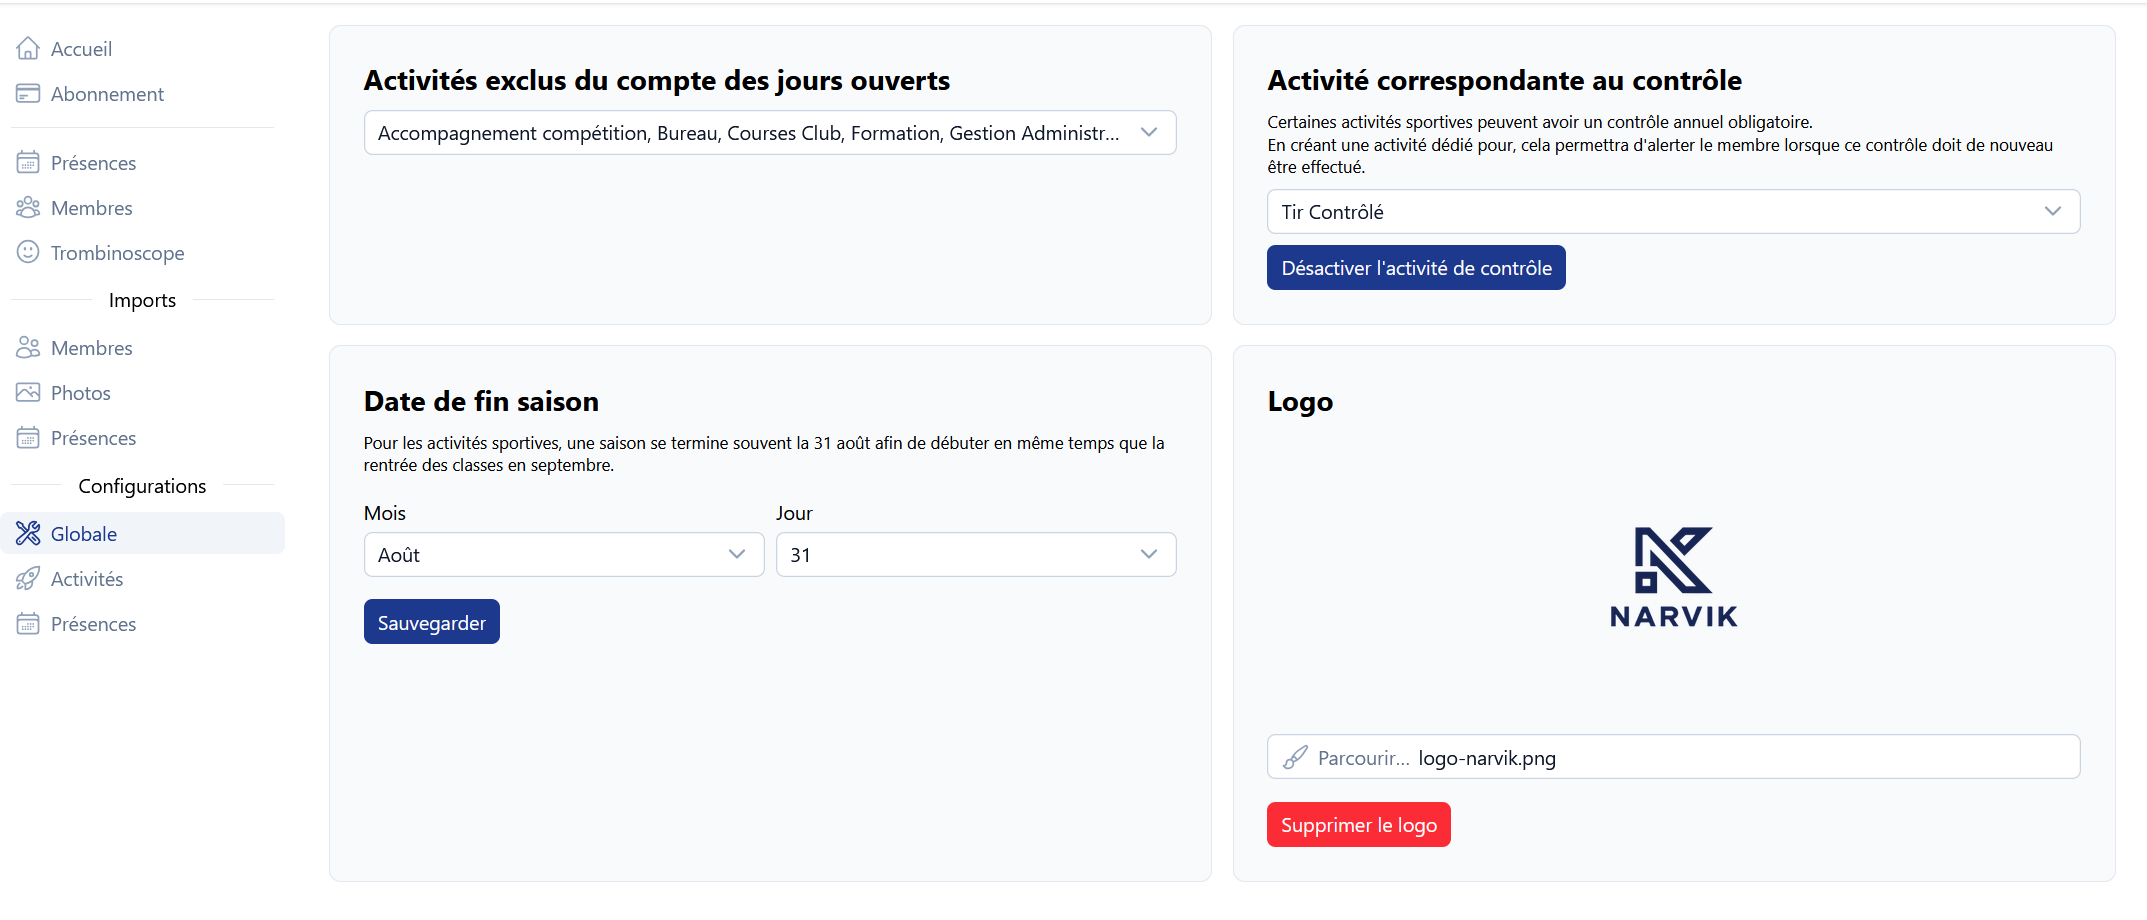 Accueil
Abonnement
Présences
Membres
Trombinoscope
Imports
Membres
Photos
Présences
Configurations
Globale
Activités
Présences
Activités exclus du compte des jours ouverts
Accompagnement compétition, Bureau, Courses Club, Formation, Gestion Administr...
Activité correspondante au contrôle
Certaines activités sportives peuvent avoir un contrôle annuel obligatoire.
En créant une activité dédié pour, cela permettra d'alerter le membre lorsque ce contrôle doit de nouveau
être effectué.
Tir Contrôlé
Désactiver l'activité de contrôle
Date de fin saison
Pour les activités sportives, une saison se termine souvent la 31 août afin de débuter en même temps que la
rentrée des classes en septembre.
Mois
Jour
Août
31
Sauvegarder
Logo
NARVIK
Parcourir... logo-narvik.png
Supprimer le logo